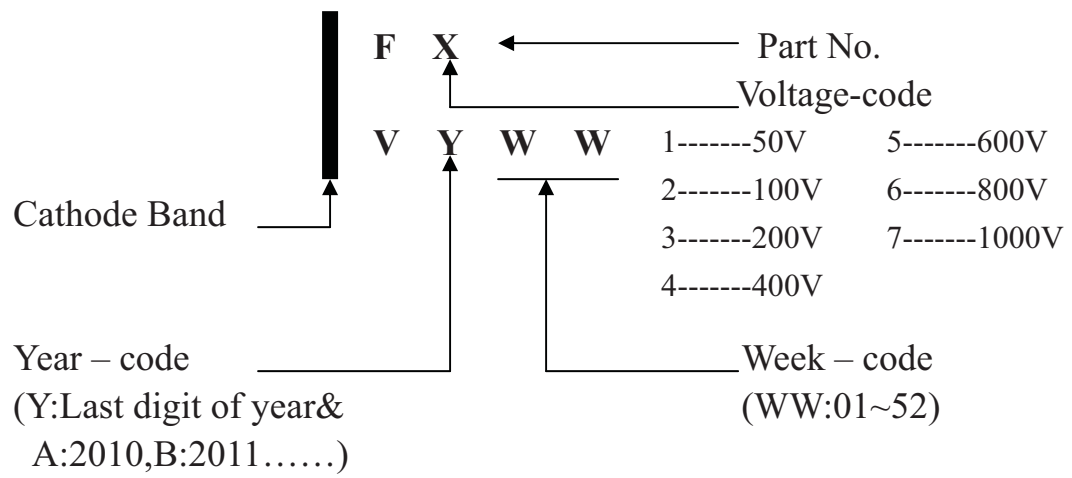 F X Part No.
Voltage-code
V Y W W 1-------50V 5-------600V
Cathode Band 2-------100V 6-------800V
3-------200V 7-------1000V
4-------400V
Year – code Week – code
(Y:Last digit of year& (WW:01~52)
A:2010,B:2011……)